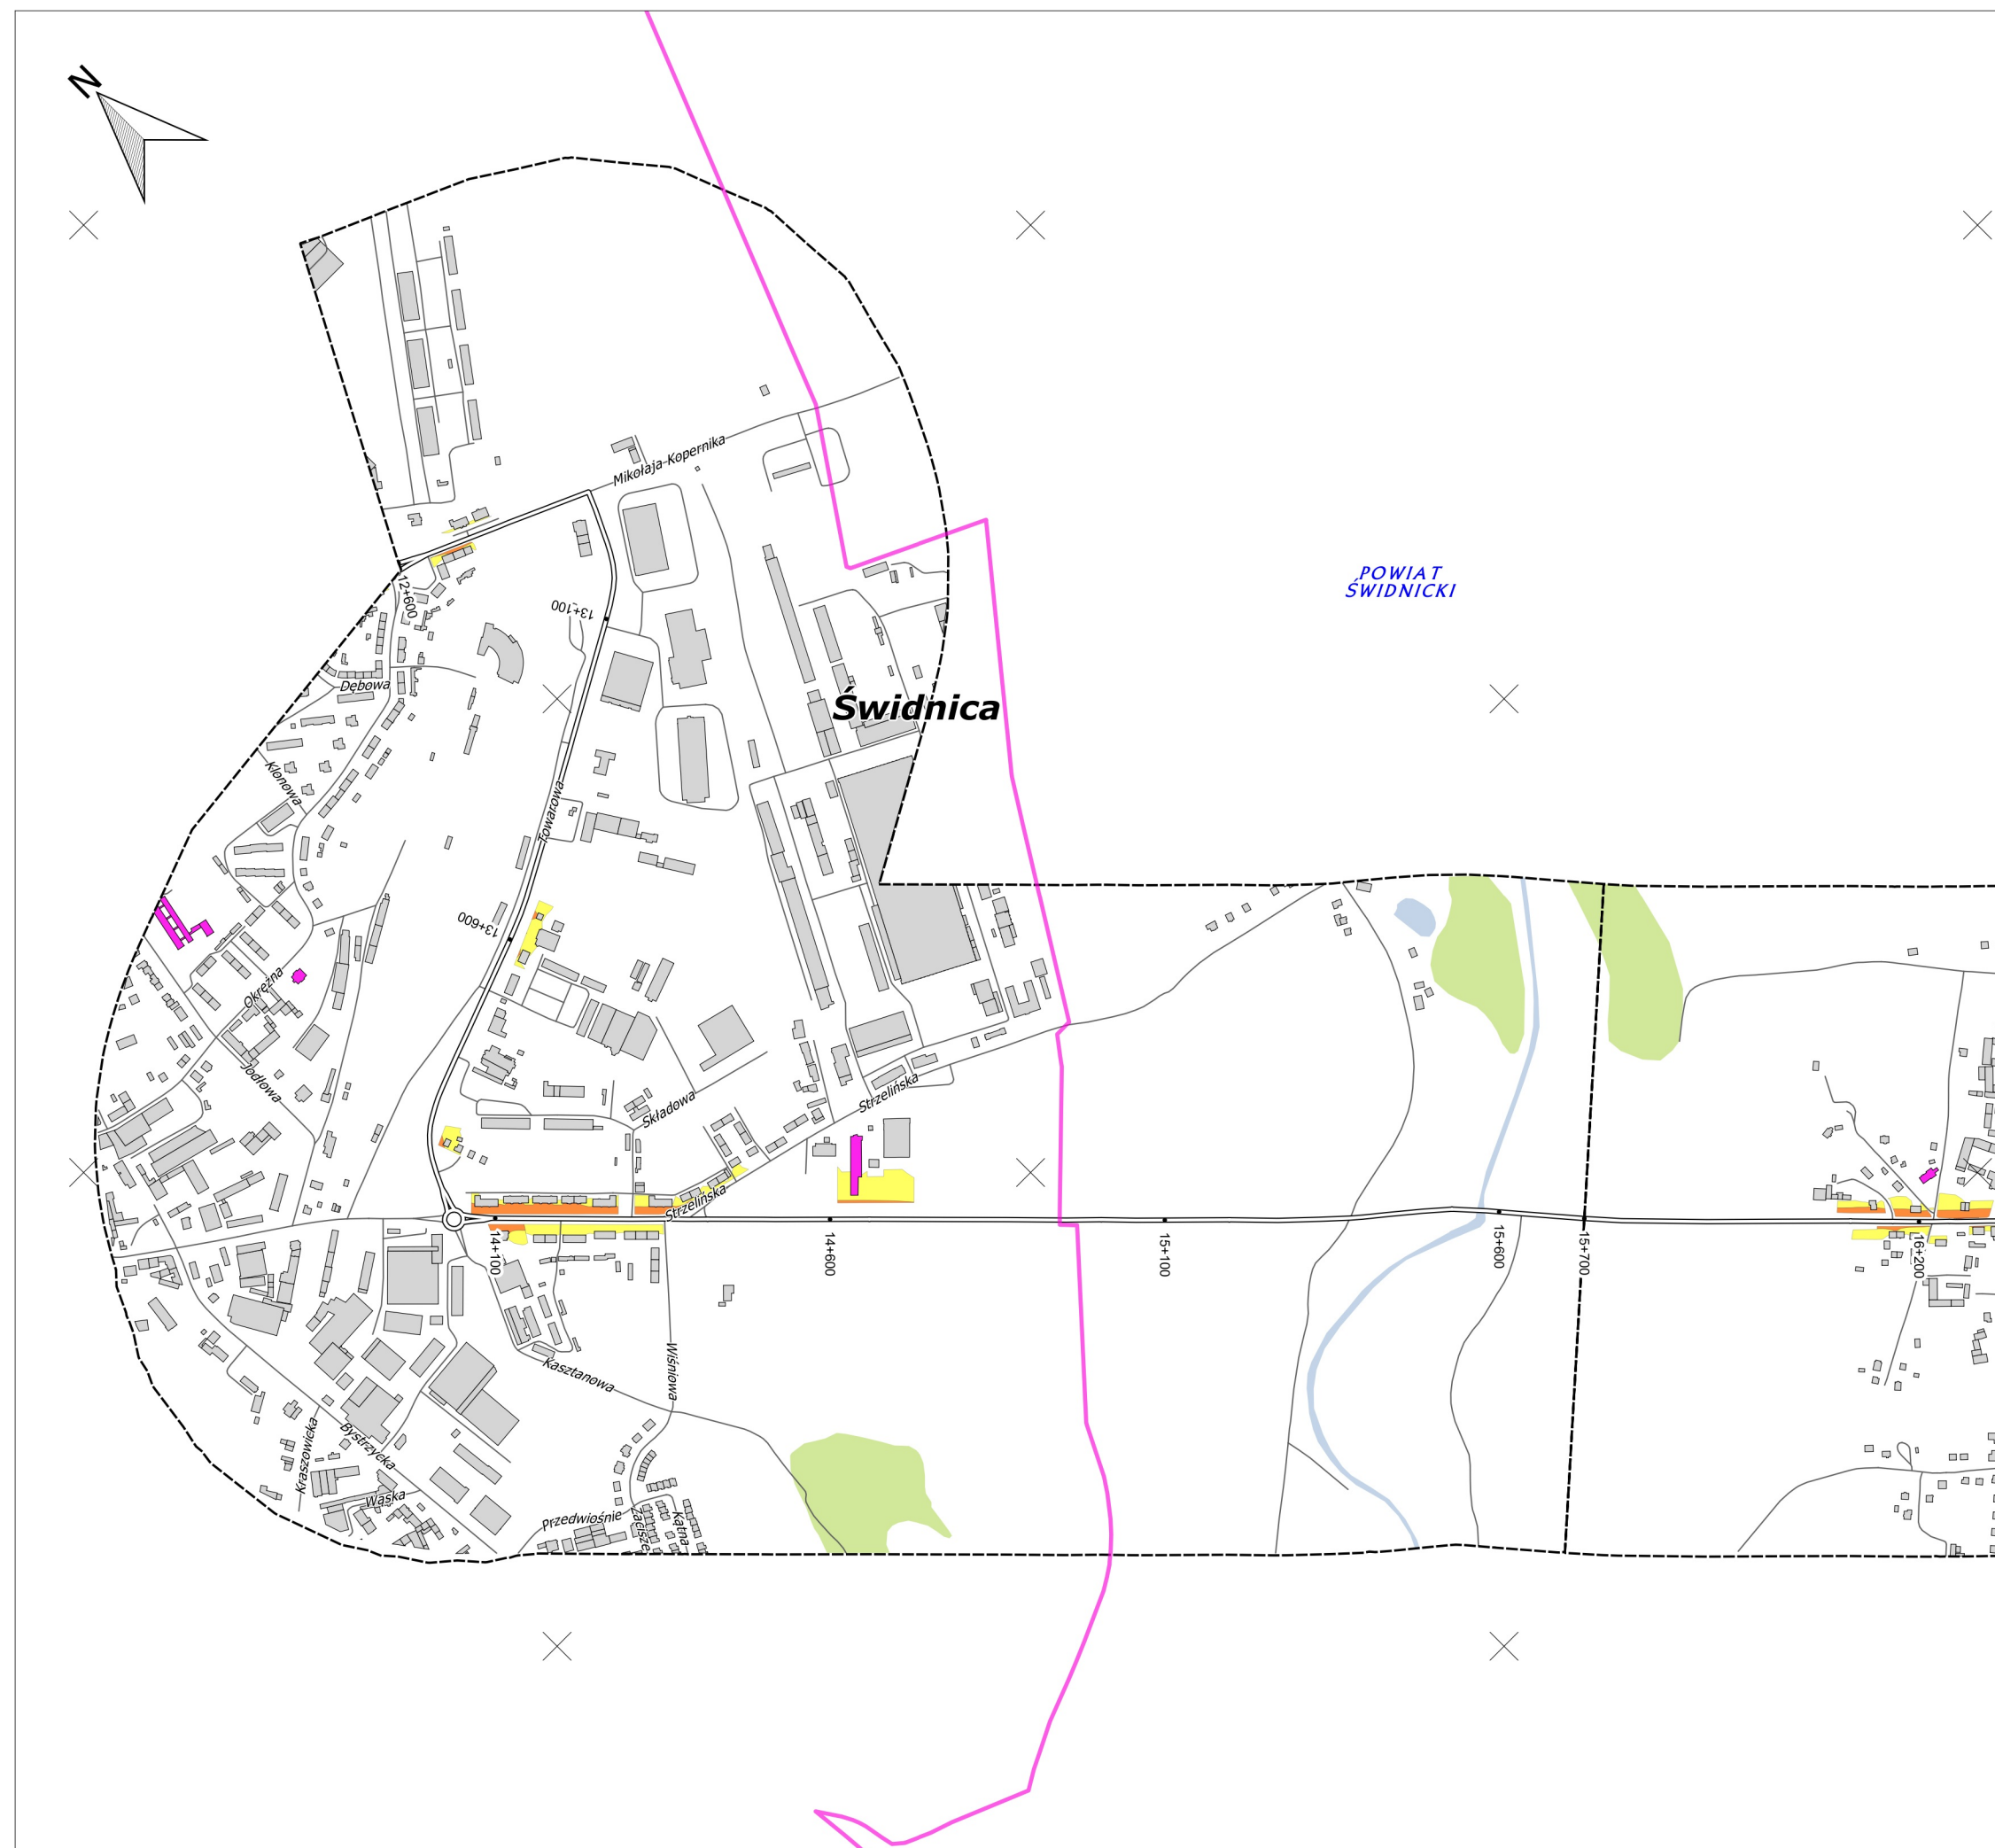 N
Mikołaja Kopernika
12+600
13+100
POWIAT
ŚWIDNICKI
Dębowa
Świdnica
Klonowa
Towarowa
13+600
Okrężna
Jodłowa
Składowa
Strzelińska
Strzelińska
14+100
14+600
15+100
15+600
15+700
16+200
Kasztanowa
Wiśniowa
Kraszowicka
Bystrzycka
Wąska
Przedwiośnie
Zacisze
Kątna